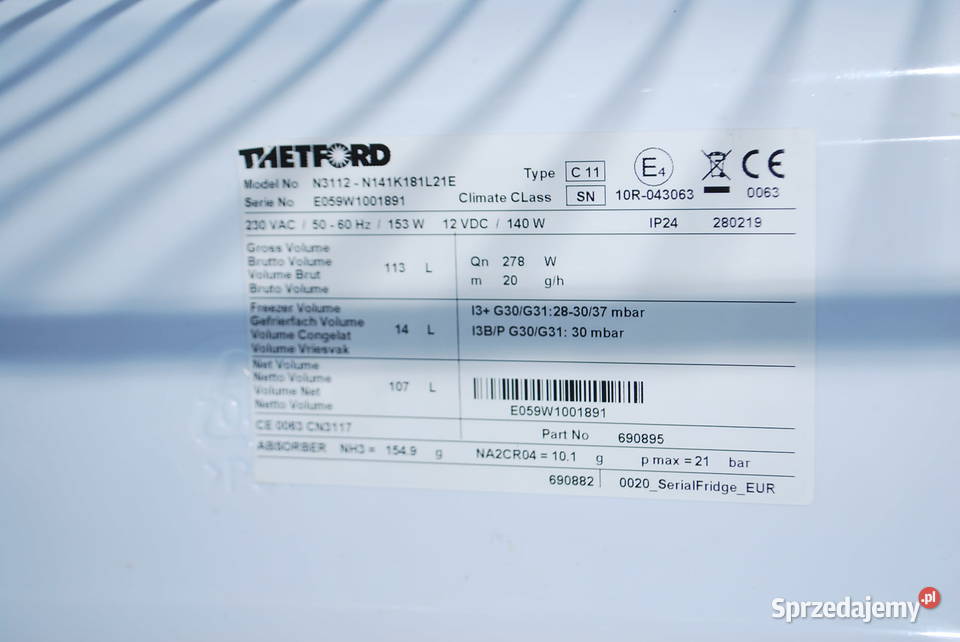 THETFORD
Model No N3112 - N141K181L21E
Serie No E059W1001891
Type C 11
Climate CLass SN
E4
10R-043063
CE
0063
230 VAC / 50 - 60 Hz / 153 W 12 VDC / 140 W IP24 280219
Gross Volume
Brutto Volume
Volume Brut
Bruto Volume
113 L
Qn 278 W
m 20 g/h
Freezer Volume
Gefrierfach Volume
Volume Congelat
Volume Vriesvak
14 L
I3+ G30/G31:28-30/37 mbar
I3B/P G30/G31: 30 mbar
Net Volume
Netto Volume
Volume Net
Netto Volume
107 L
E059W1001891
CE 0063 CN3117
Part No 690895
ABSORBER NH3 = 154.9 g NA2CR04 = 10.1 g p max = 21 bar
690882 0020_SerialFridge_EUR
Sprzedajemy.pl